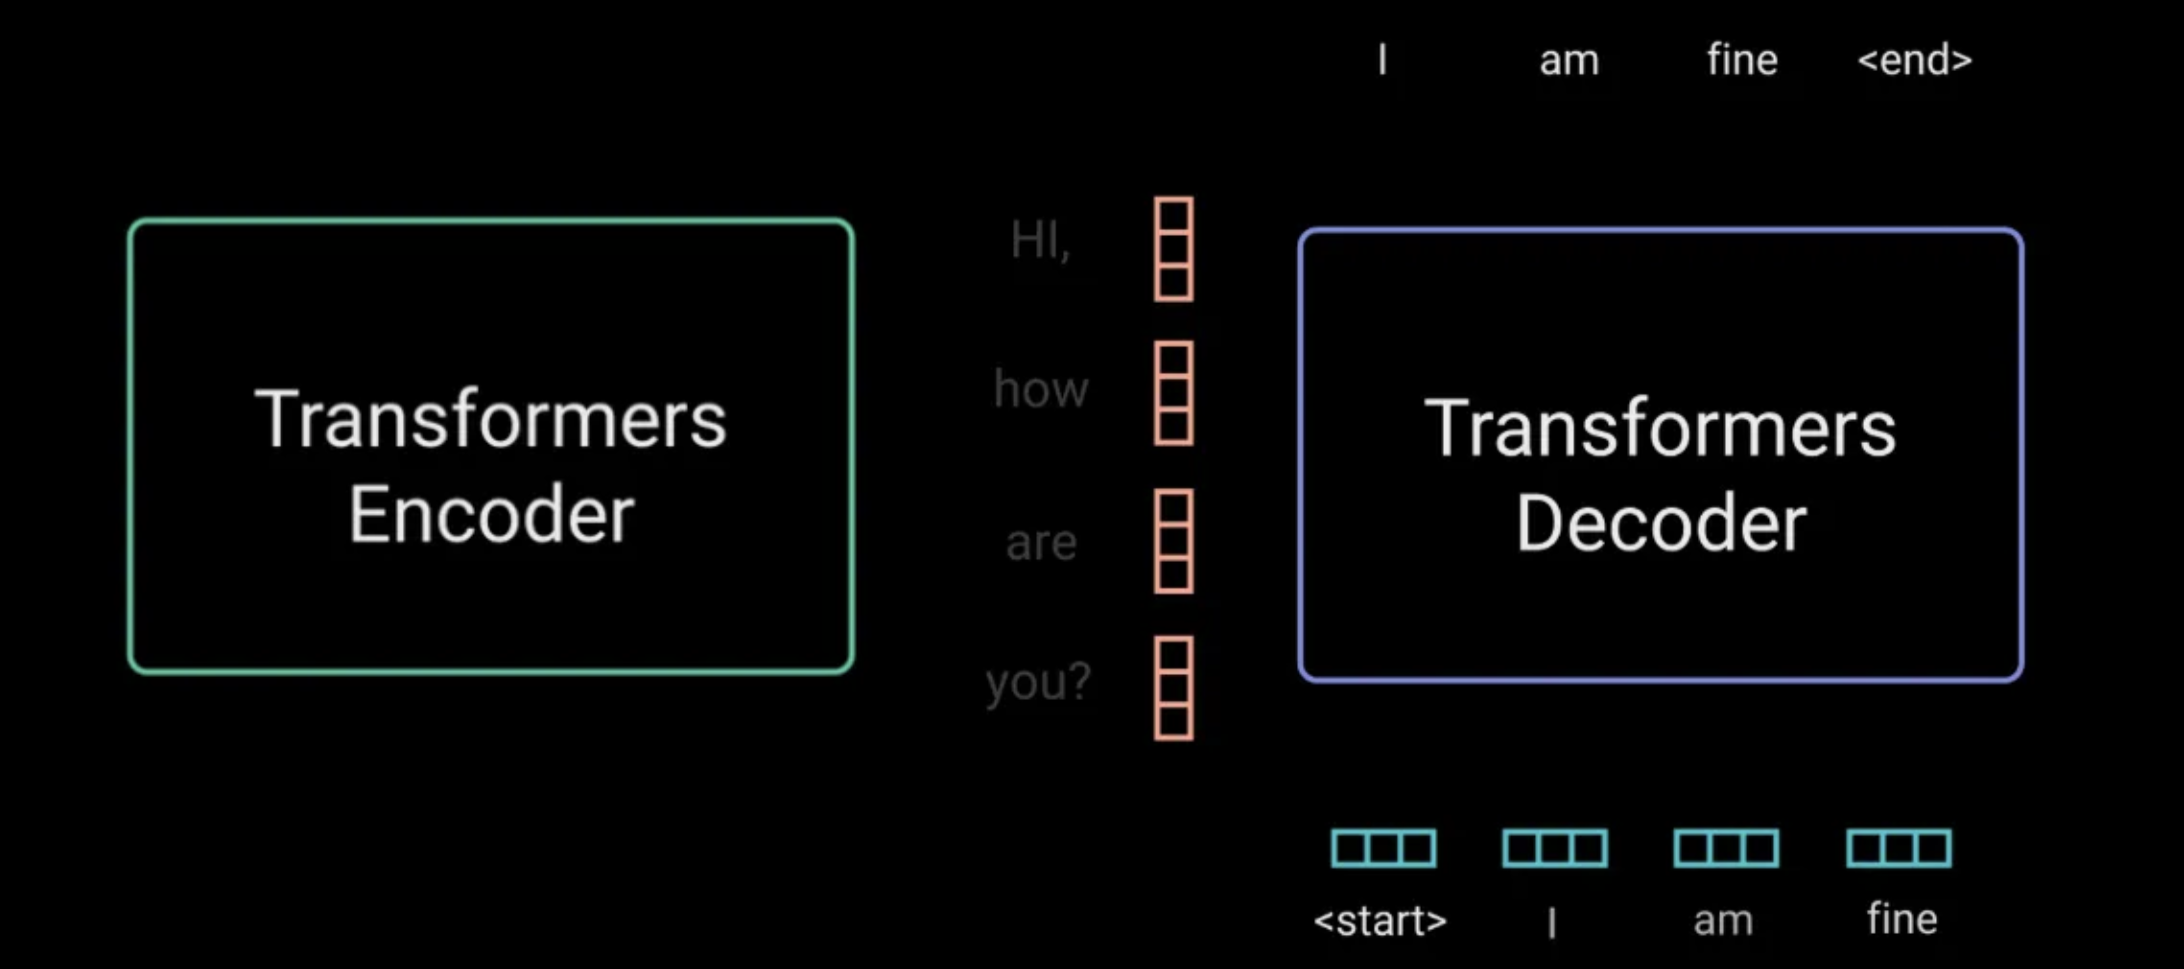 I am fine <end>
HI,
how
are
you?
Transformers
Encoder
Transformers
Decoder
<start> I am fine